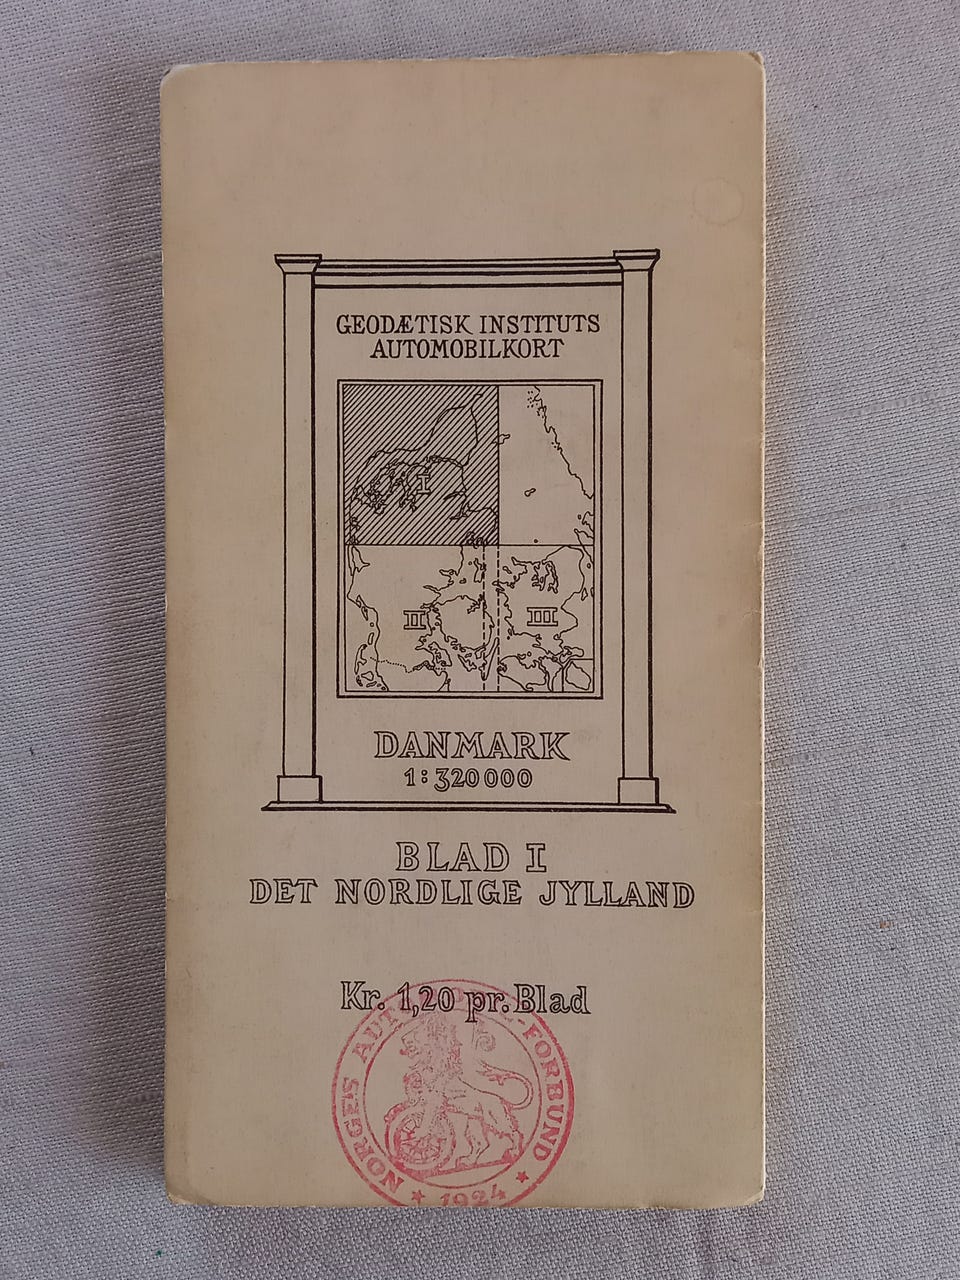 GEODÆTISK INSTITUTS
AUTOMOBILKORT
I
II
III
DANMARK
1:320000
BLAD I
DET NORDLIGE JYLLAND
Kr. 1,20 pr. Blad
NORGES
-FORBUND
★ 1924 ★